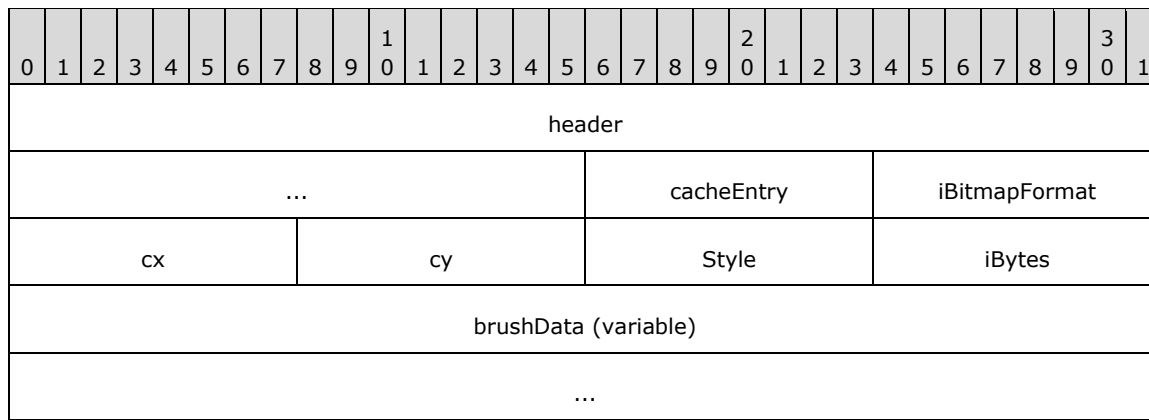 1 2 3
0 1 2 3 4 5 6 7 8 9 0 1 2 3 4 5 6 7 8 9 0 1 2 3 4 5 6 7 8 9 0 1
header
... cacheEntry iBitmapFormat
cx cy Style iBytes
brushData (variable)
...